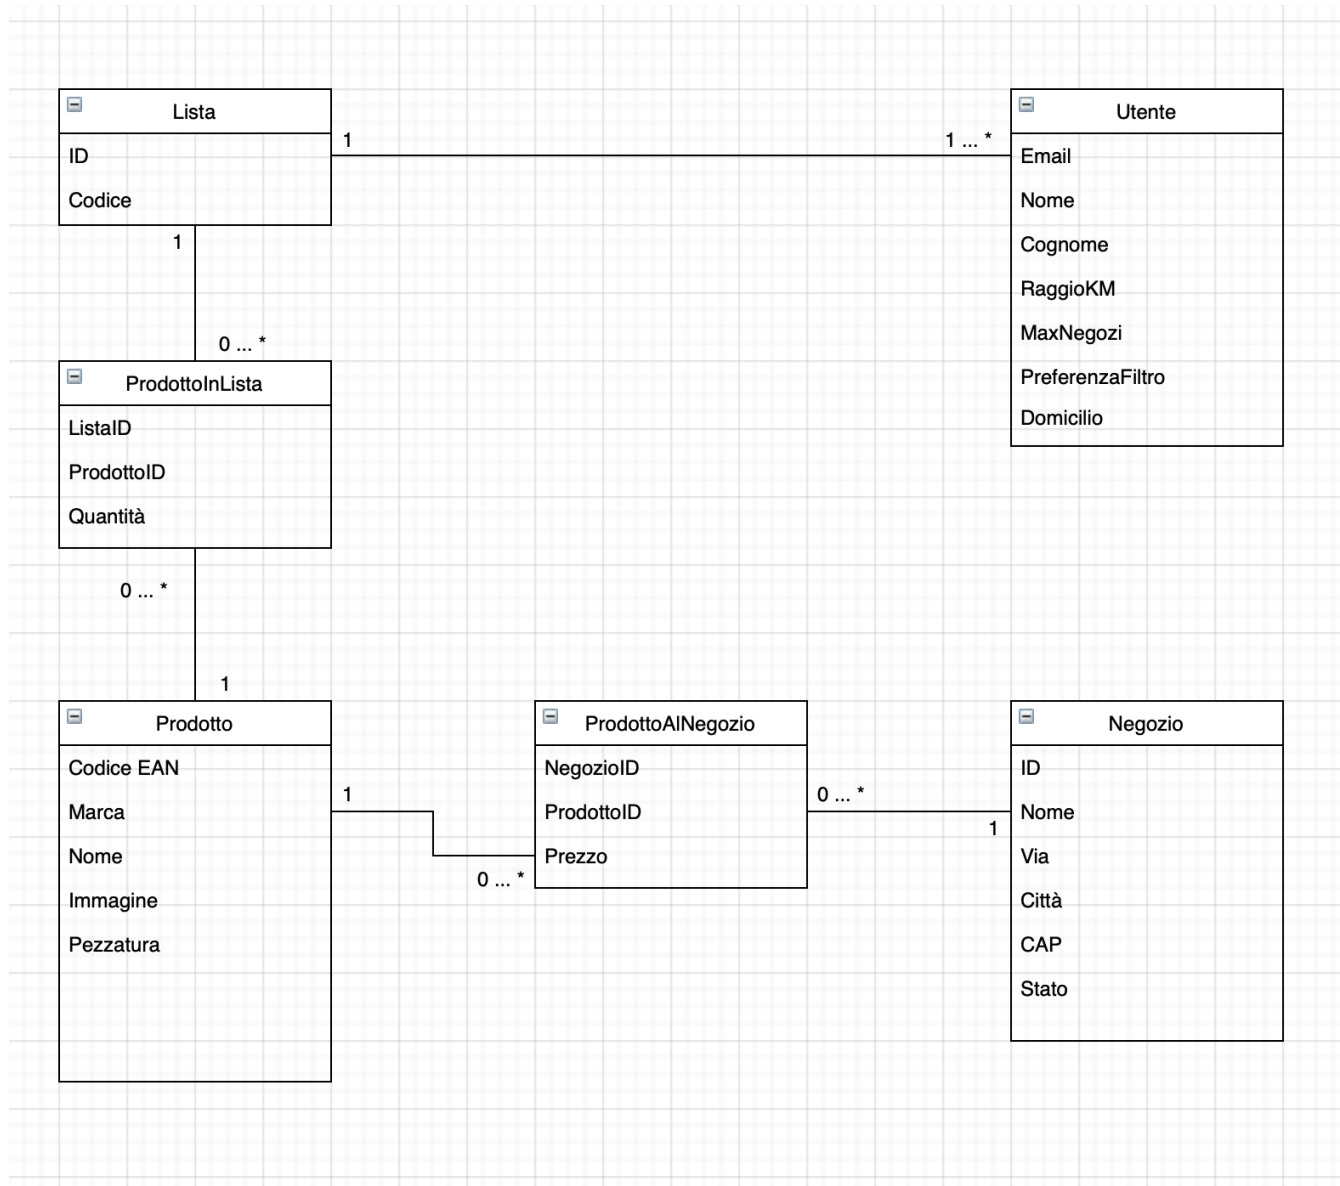 Lista
ID
Codice
1
1 ... *
Utente
Email
Nome
Cognome
RaggioKM
MaxNegozi
PreferenzaFiltro
Domicilio
1
0 ... *
ProdottoInLista
ListaID
ProdottoID
Quantità
0 ... *
1
Prodotto
Codice EAN
Marca
Nome
Immagine
Pezzatura
1
0 ... *
ProdottoAlNegozio
NegozioID
ProdottoID
Prezzo
0 ... *
1
Negozio
ID
Nome
Via
Città
CAP
Stato